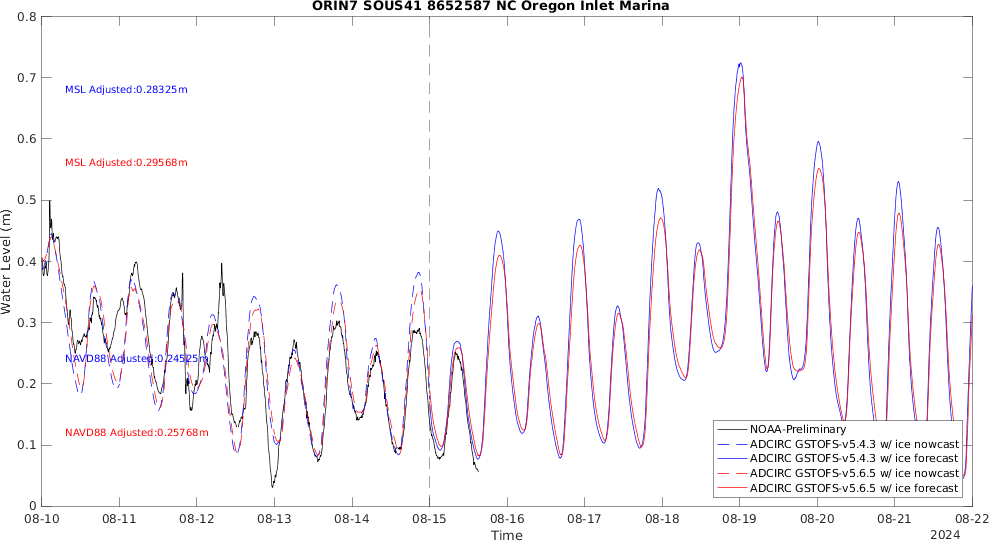 ORIN7 SOUS41 8652587 NC Oregon Inlet Marina
0.8
0.7
0.6
0.5
0.4
0.3
0.2
0.1
0
Water Level (m)
MSL Adjusted:0.28325m
MSL Adjusted:0.29568m
NAVD88 Adjusted:0.24525m
NAVD88 Adjusted:0.25768m
NOAA-Preliminary
ADCIRC GSTOFS-v5.4.3 w/ ice nowcast
ADCIRC GSTOFS-v5.4.3 w/ ice forecast
ADCIRC GSTOFS-v5.6.5 w/ ice nowcast
ADCIRC GSTOFS-v5.6.5 w/ ice forecast
08-10 08-11 08-12 08-13 08-14 08-15 08-16 08-17 08-18 08-19 08-20 08-21 08-22
Time
2024